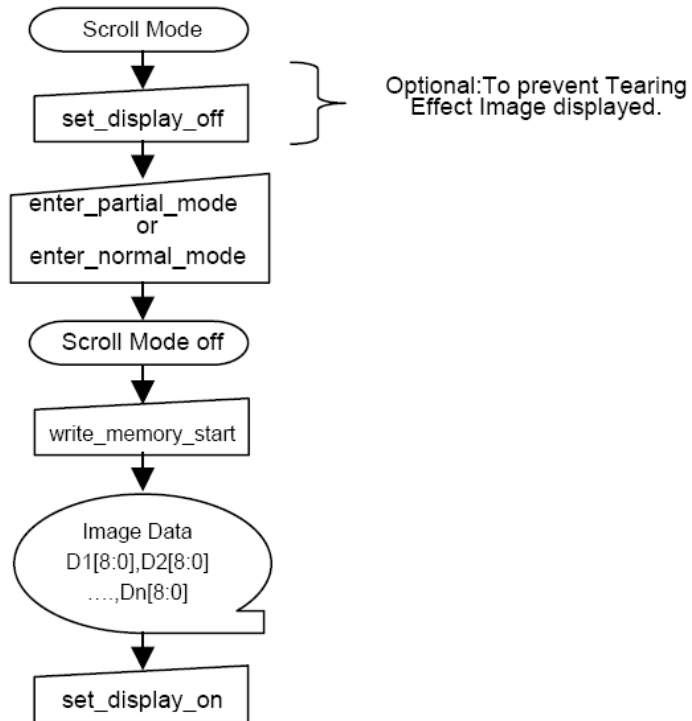 Scroll Mode
set_display_off
Optional:To prevent Tearing
Effect Image displayed.
enter_partial_mode
or
enter_normal_mode
Scroll Mode off
write_memory_start
Image Data
D1[8:0],D2[8:0]
....,Dn[8:0]
set_display_on